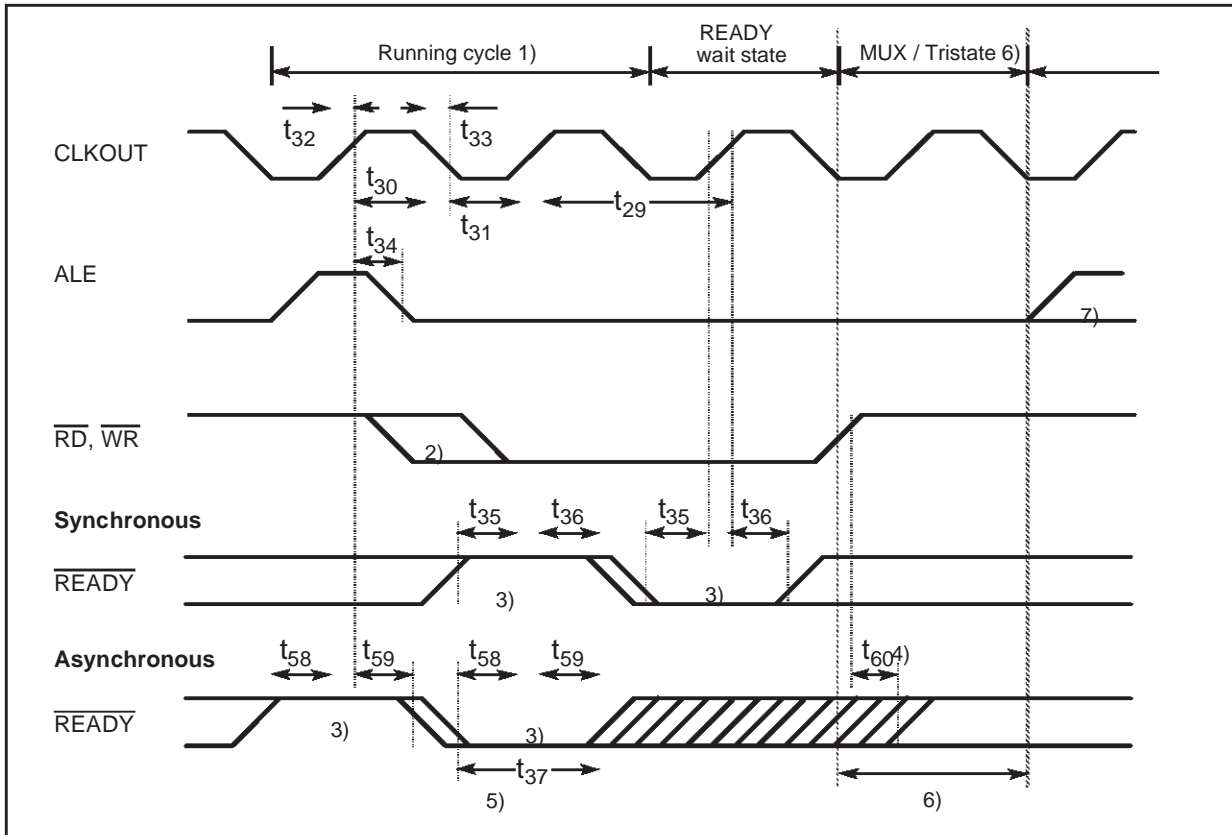 Running cycle 1)
READY
wait state
MUX / Tristate 6)
t32
t33
CLKOUT
t30
t31
t29
t34
ALE
7)
RD, WR
2)
Synchronous
t35
t36
t35
t36
READY
3)
3)
Asynchronous
t58
t59
t58
t59
t60 4)
READY
3)
3)
t37
5)
6)